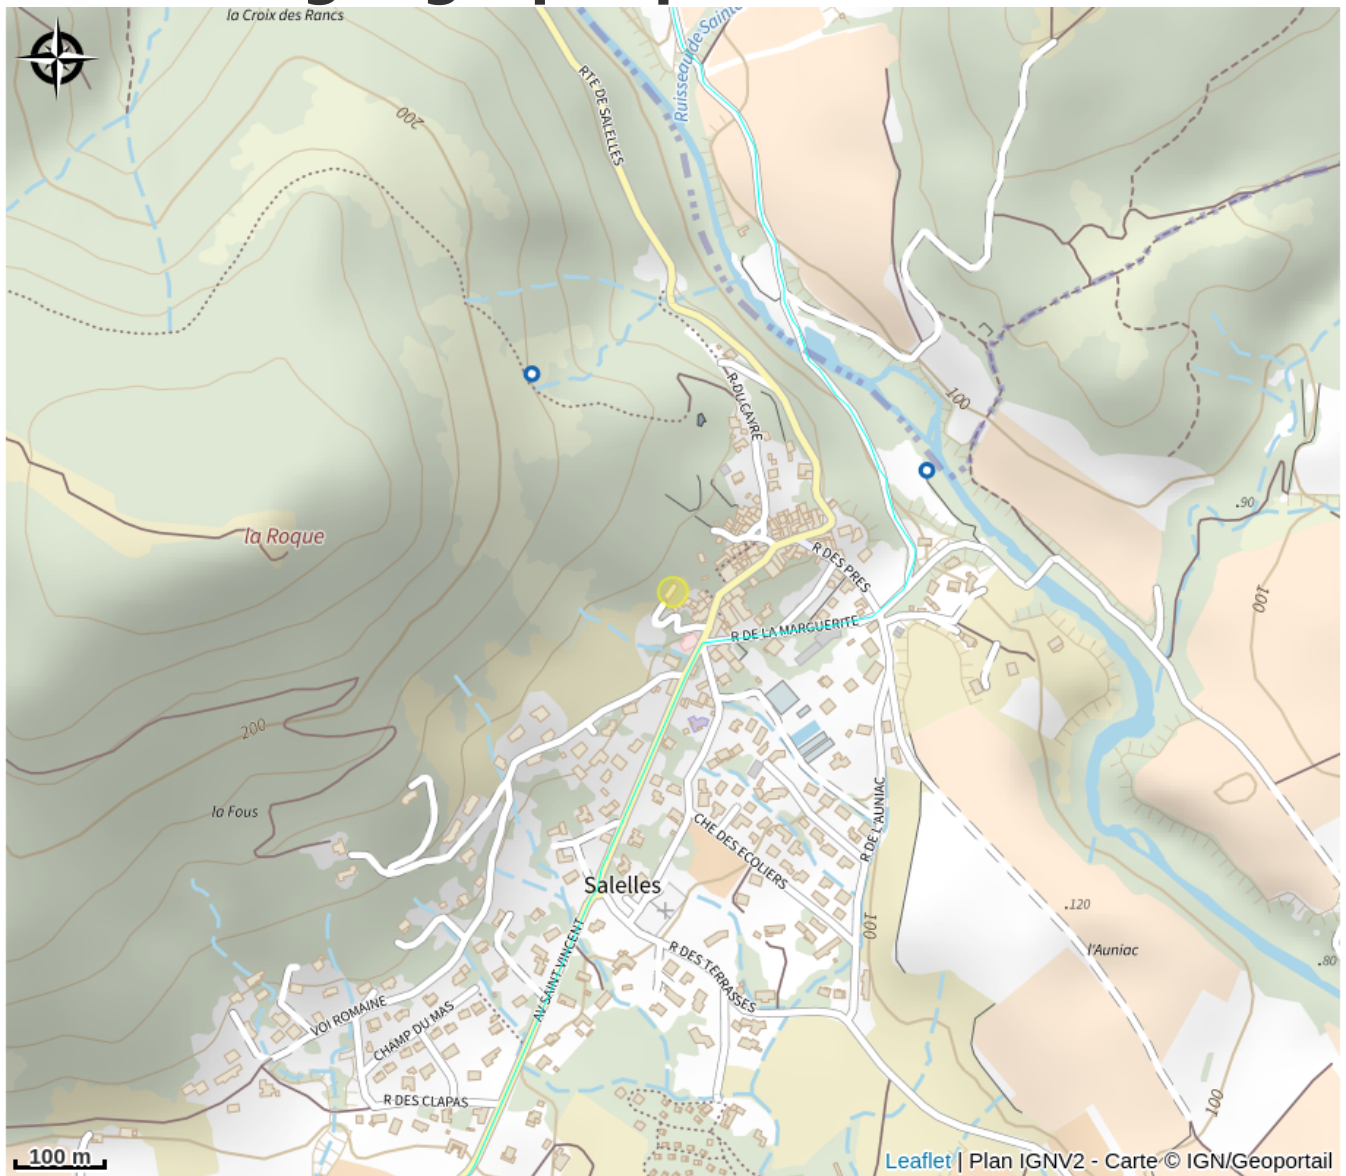 la Croix des Rancs
Ruisseau de Sainte
RTE DE SALELLES
200
R DU CAYRE
100
.90
la Roque
R DES PRES
100
R DE LA MARGUERITE
200
la Fous
R DE L'AUNIAC
CHE DES ECOLIERS
Salelles
.120
100
AV SAINT VINCENT
R DES TERRASSES
l'Auniac
.80
VOI ROMAINE
CHAMP DU MAS
R DES CLAPAS
100
100 m
Leaflet | Plan IGNV2 - Carte © IGN/Geoportail